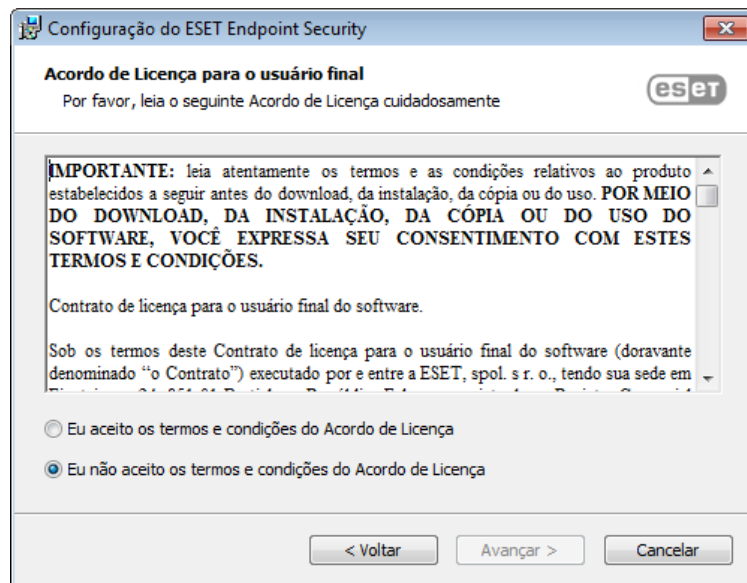 Configuração do ESET Endpoint Security
Acordo de Licença para o usuário final
Por favor, leia o seguinte Acordo de Licença cuidadosamente
eseT
IMPORTANTE: leia atentamente os termos e as condições relativos ao produto
estabelecidos a seguir antes do download, da instalação, da cópia ou do uso. POR MEIO
DO DOWNLOAD, DA INSTALAÇÃO, DA CÓPIA OU DO USO DO
SOFTWARE, VOCÊ EXPRESSA SEU CONSENTIMENTO COM ESTES
TERMOS E CONDIÇÕES.
Contrato de licença para o usuário final do software.
Sob os termos deste Contrato de licença para o usuário final do software (doravante
denominado “o Contrato”) executado por e entre a ESET, spol. s r. o., tendo sua sede em
Eu aceito os termos e condições do Acordo de Licença
Eu não aceito os termos e condições do Acordo de Licença
< Voltar
Avançar >
Cancelar